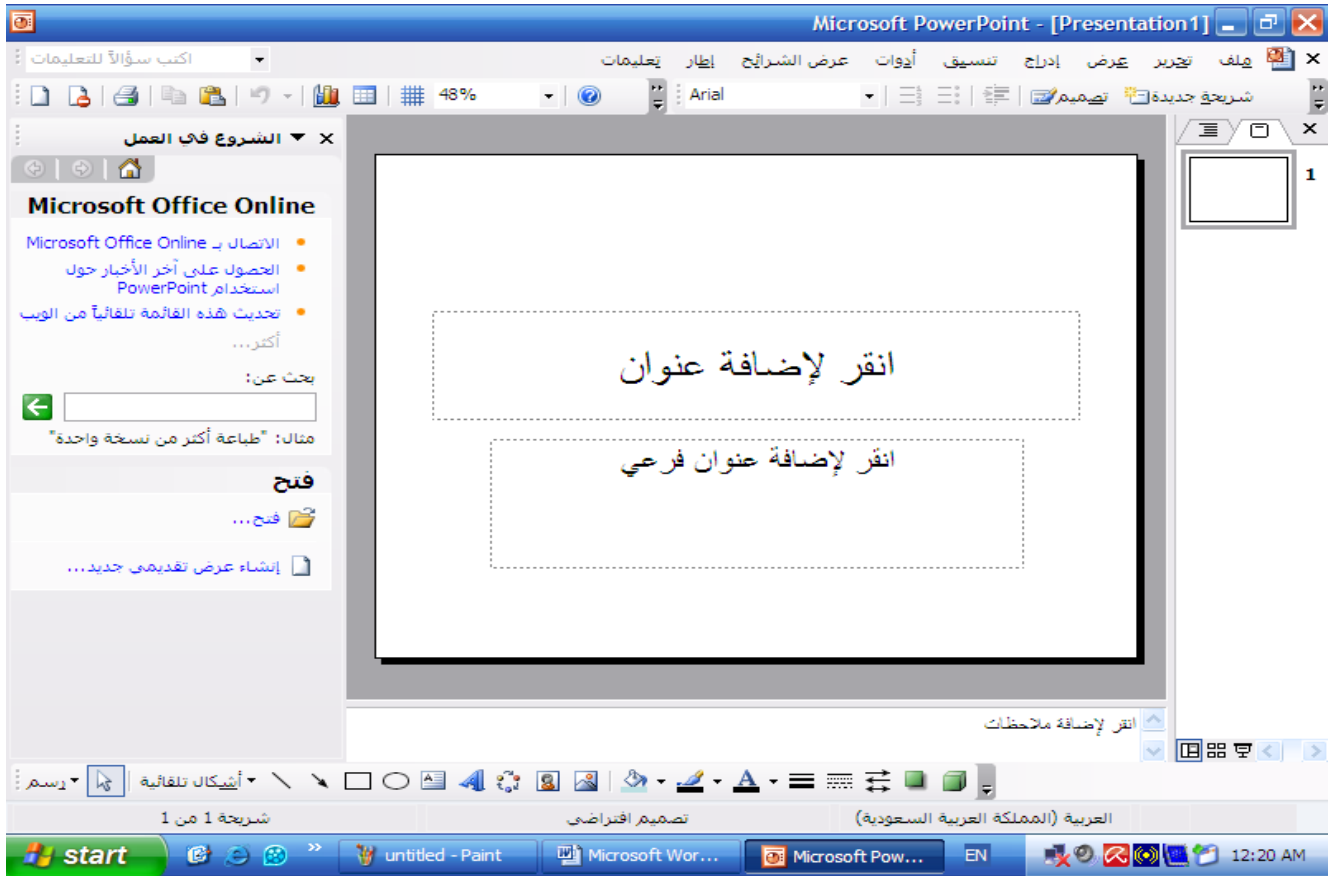 Microsoft PowerPoint - [Presentation1]
ملف تحرير عرض إدراج تنسيق أدوات عرض الشرائح إطار تعليمات
اكتب سؤالاً للتعليمات
48%
Arial
تصميم
شريحة جديدة
الشروع في العمل
Microsoft Office Online
الاتصال بـ Microsoft Office Online
الحصول على آخر الأخبار حول
استخدام PowerPoint
تحديث هذه القائمة تلقائياً من الويب
أكثر...
بحث عن:
مثال: "طباعة أكثر من نسخة واحدة"
فتح
فتح...
إنشاء عرض تقديمي جديد...
انقر لإضافة عنوان
انقر لإضافة عنوان فرعي
1
انقر لإضافة ملاحظات
رسم
أشكال تلقائية
A
شريحة 1 من 1
تصميم افتراضي
العربية (المملكة العربية السعودية)
start
untitled - Paint
Microsoft Wor...
Microsoft Pow...
EN
12:20 AM